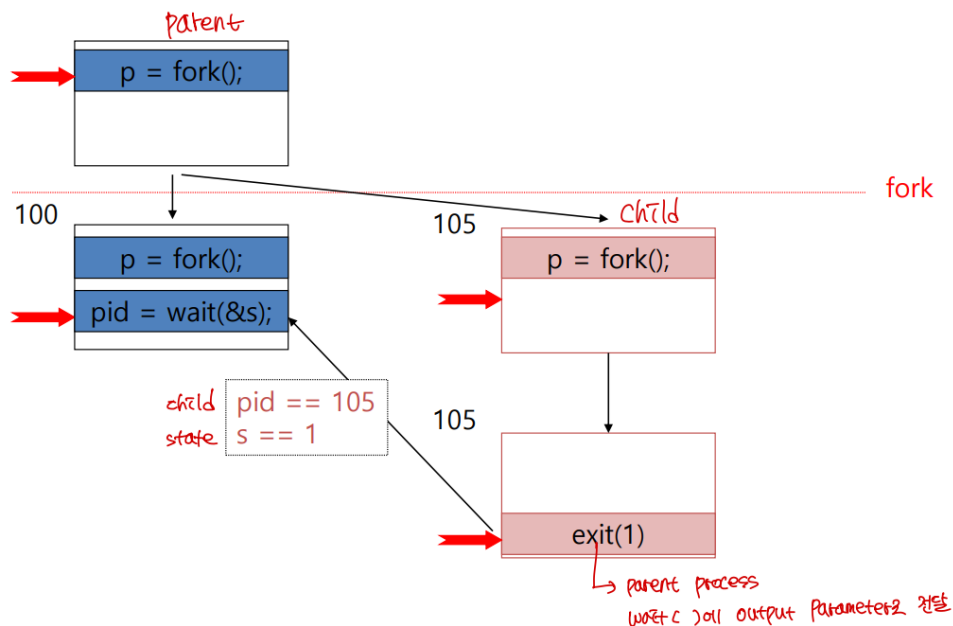 parent
p = fork();
fork
100
105
child
p = fork();
p = fork();
pid = wait(&s);
child pid == 105
state s == 1
105
exit(1)
parent process
wait( )에 output parameter로 전달